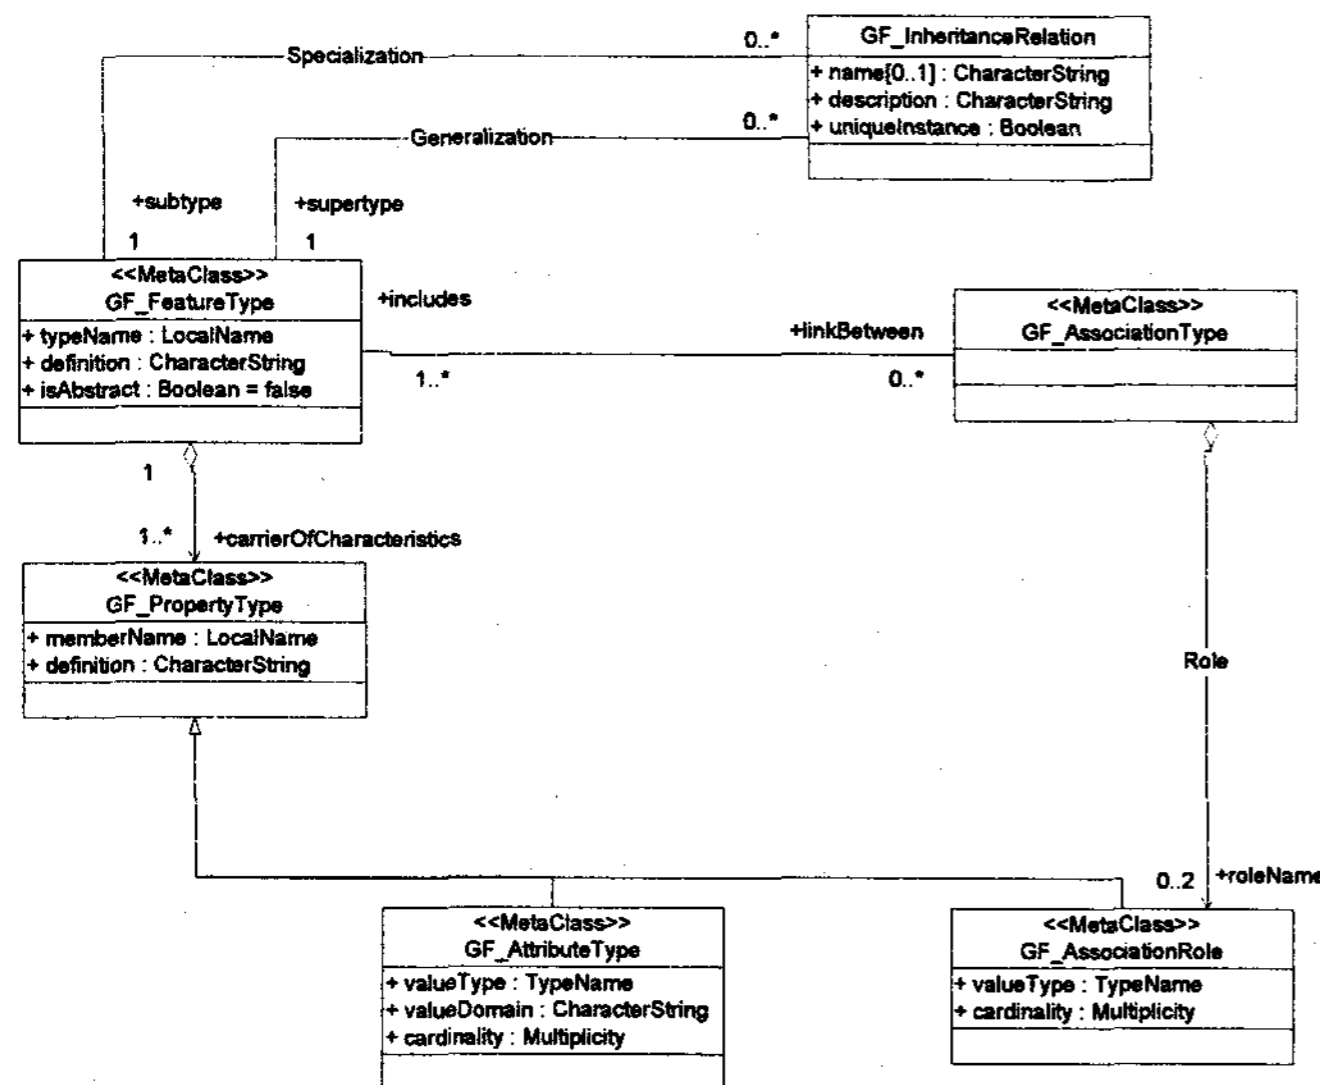 GF_InheritanceRelation
+ name[0..1] : CharacterString
+ description : CharacterString
+ uniqueInstance : Boolean
Specialization
0..*
Generalization
0..*
+subtype
+supertype
1
1
<<MetaClass>>
GF_FeatureType
+ typeName : LocalName
+ definition : CharacterString
+ isAbstract : Boolean = false
+includes
1..*
+linkBetween
0..*
<<MetaClass>>
GF_AssociationType
1
1..*
+carrierOfCharacteristics
<<MetaClass>>
GF_PropertyType
+ memberName : LocalName
+ definition : CharacterString
Role
0..2
+roleName
<<MetaClass>>
GF_AttributeType
+ valueType : TypeName
+ valueDomain : CharacterString
+ cardinality : Multiplicity
<<MetaClass>>
GF_AssociationRole
+ valueType : TypeName
+ cardinality : Multiplicity